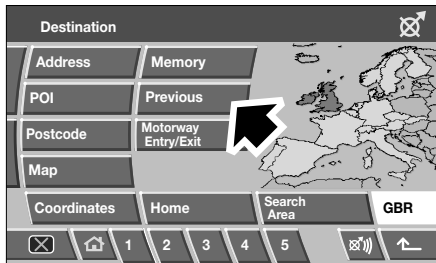 Destination
Address
Memory
POI
Previous
Postcode
Motorway
Entry/Exit
Map
Coordinates
Home
Search
Area
GBR
1
2
3
4
5